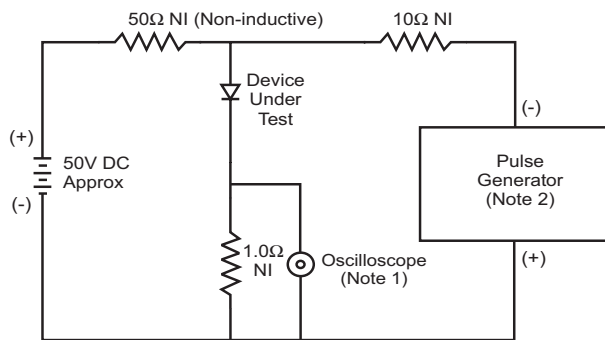 50Ω NI (Non-inductive)
10Ω NI
Device
Under
Test
(+)
50V DC
Approx
(-)
(-)
Pulse
Generator
(Note 2)
(+)
1.0Ω
NI
Oscilloscope
(Note 1)